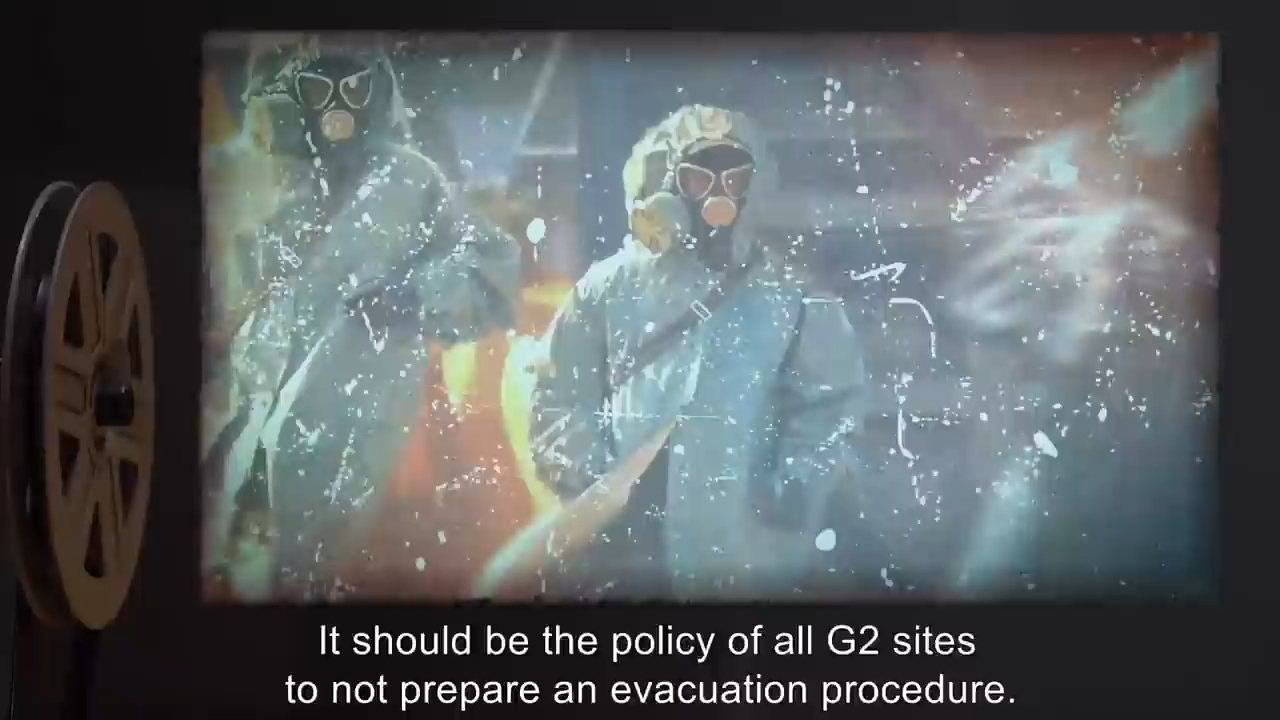 It should be the policy of all G2 sites
to not prepare an evacuation procedure.